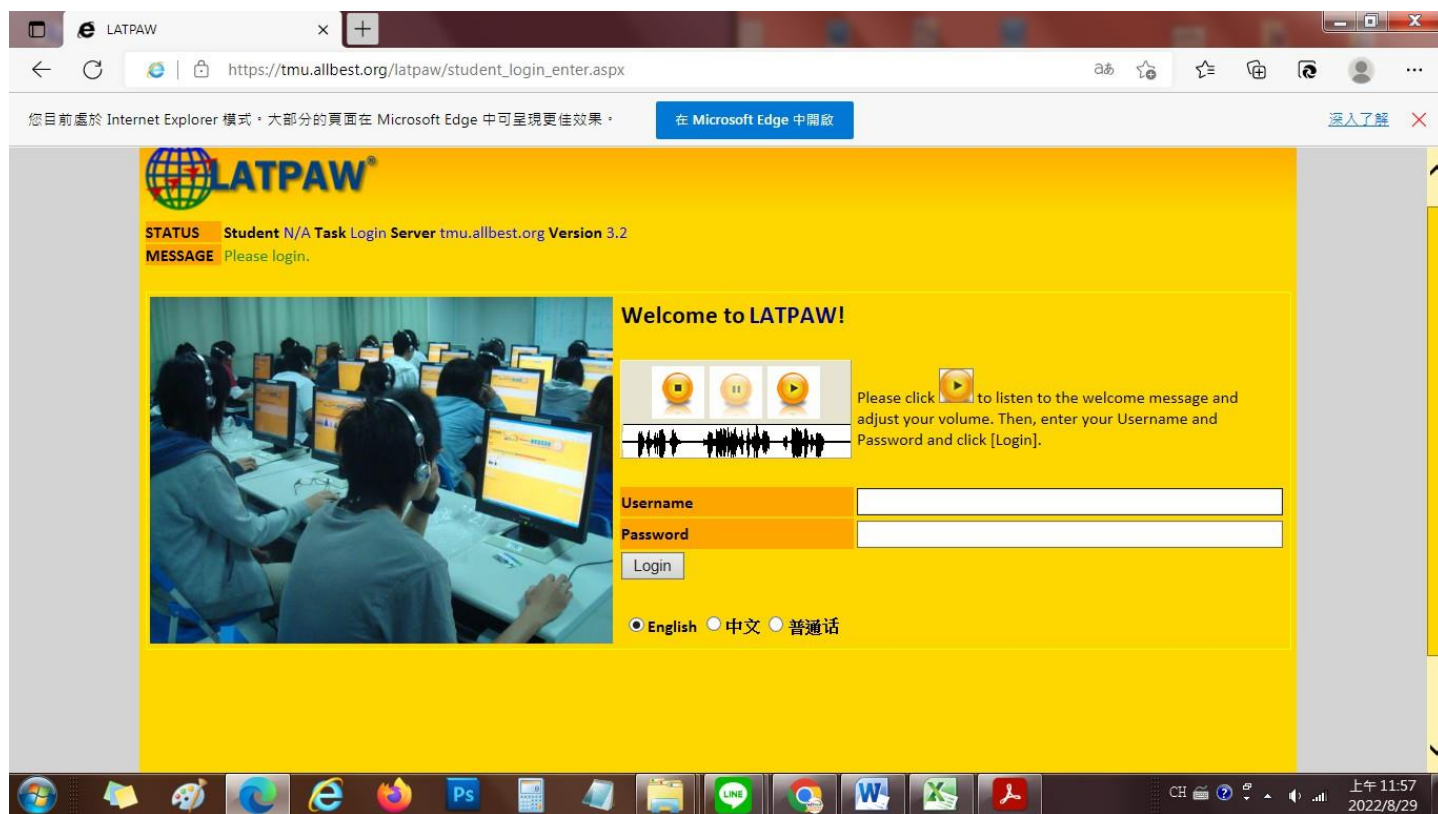 LATPAW
https://tmu.allbest.org/latpaw/student_login_enter.aspx
aあ
您目前處於 Internet Explorer 模式。大部分的頁面在 Microsoft Edge 中可呈現更佳效果。
在 Microsoft Edge 中開啟
深入了解
LATPAW®
STATUS Student N/A Task Login Server tmu.allbest.org Version 3.2
MESSAGE Please login.
Welcome to LATPAW!
Please click to listen to the welcome message and
adjust your volume. Then, enter your Username and
Password and click [Login].
Username
Password
Login
English 中文 普通话
Ps
LINE
W
CH
上午 11:57
2022/8/29